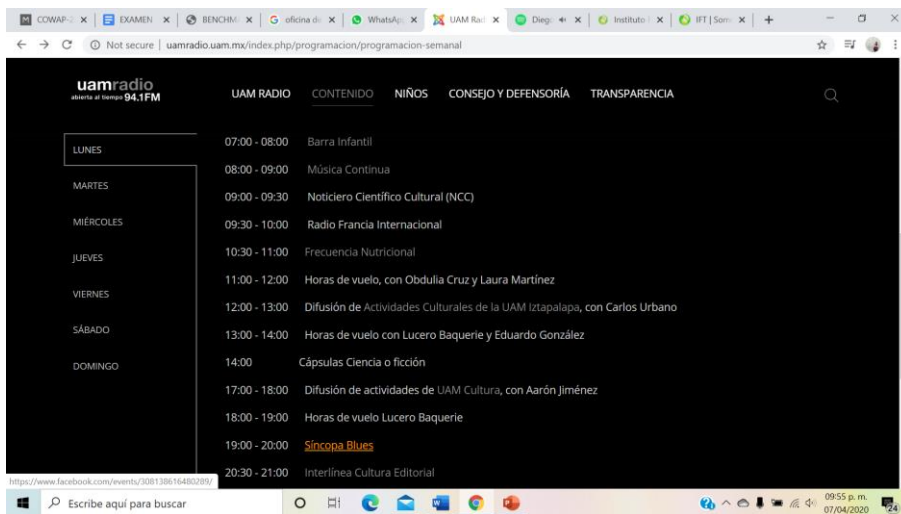 COWAP-2
EXAMEN
BENCHM
oficina de
WhatsAp
UAM Rad
Dieg
Instituto
IFT | Som
Not secure | uamradio.uam.mx/index.php/programacion/programacion-semanal
uamradio
abierta al tiempo 94.1FM
UAM RADIO CONTENIDO NIÑOS CONSEJO Y DEFENSORÍA TRANSPARENCIA
LUNES
MARTES
MIÉRCOLES
JUEVES
VIERNES
SÁBADO
DOMINGO
07:00 - 08:00 Barra Infantil
08:00 - 09:00 Música Continua
09:00 - 09:30 Noticiero Científico Cultural (NCC)
09:30 - 10:00 Radio Francia Internacional
10:30 - 11:00 Frecuencia Nutricional
11:00 - 12:00 Horas de vuelo, con Obdulia Cruz y Laura Martínez
12:00 - 13:00 Difusión de Actividades Culturales de la UAM Iztapalapa, con Carlos Urbano
13:00 - 14:00 Horas de vuelo con Lucero Baquerie y Eduardo González
14:00 Cápsulas Ciencia o ficción
17:00 - 18:00 Difusión de actividades de UAM Cultura, con Aarón Jiménez
18:00 - 19:00 Horas de vuelo Lucero Baquerie
19:00 - 20:00 Síncopa Blues
20:30 - 21:00 Interlínea Cultura Editorial
https://www.facebook.com/events/308138616480289/
Escribe aquí para buscar
09:55 p. m.
07/04/2020
24